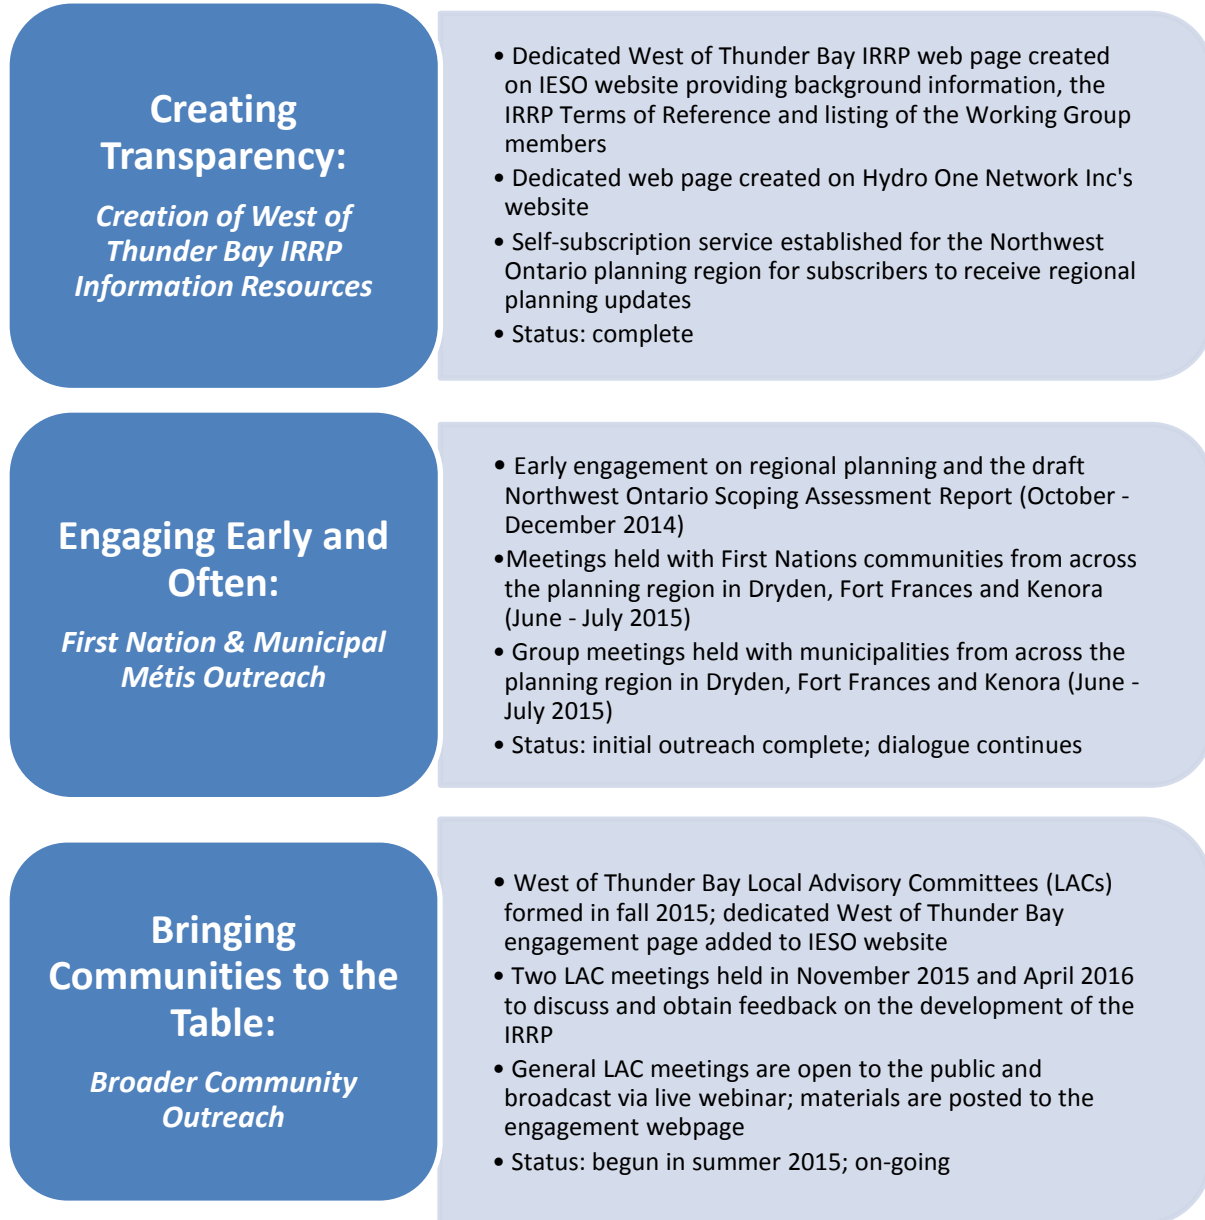 Creating
Transparency:
Creation of West of
Thunder Bay IRRP
Information Resources
• Dedicated West of Thunder Bay IRRP web page created
on IESO website providing background information, the
IRRP Terms of Reference and listing of the Working Group
members
• Dedicated web page created on Hydro One Network Inc's
website
• Self-subscription service established for the Northwest
Ontario planning region for subscribers to receive regional
planning updates
• Status: complete
Engaging Early and
Often:
First Nation & Municipal
Métis Outreach
• Early engagement on regional planning and the draft
Northwest Ontario Scoping Assessment Report (October -
December 2014)
•Meetings held with First Nations communities from across
the planning region in Dryden, Fort Frances and Kenora
(June - July 2015)
• Group meetings held with municipalities from across the
planning region in Dryden, Fort Frances and Kenora (June -
July 2015)
• Status: initial outreach complete; dialogue continues
Bringing
Communities to the
Table:
Broader Community
Outreach
• West of Thunder Bay Local Advisory Committees (LACs)
formed in fall 2015; dedicated West of Thunder Bay
engagement page added to IESO website
• Two LAC meetings held in November 2015 and April 2016
to discuss and obtain feedback on the development of the
IRRP
• General LAC meetings are open to the public and
broadcast via live webinar; materials are posted to the
engagement webpage
• Status: begun in summer 2015; on-going